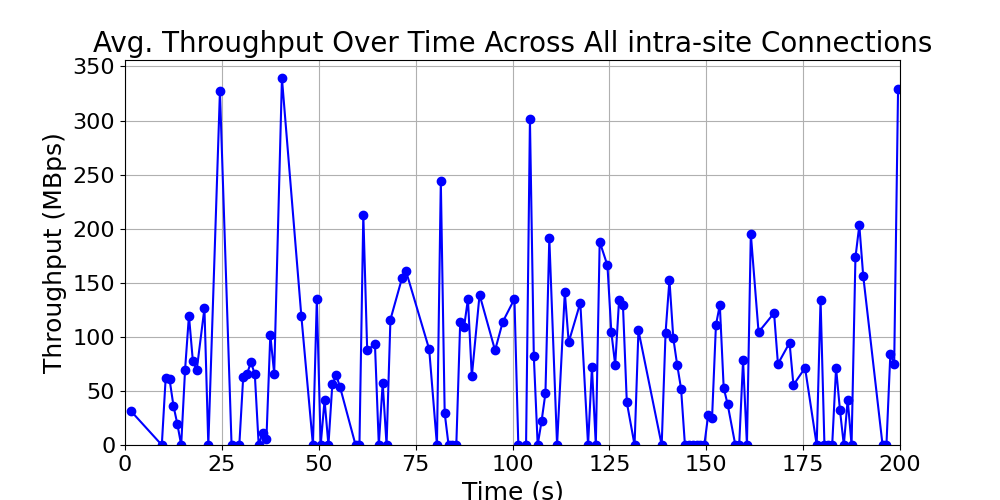 Avg. Throughput Over Time Across All intra-site Connections
350
300
250
200
150
100
50
0
Throughput (MBps)
0 25 50 75 100 125 150 175 200
Time (s)